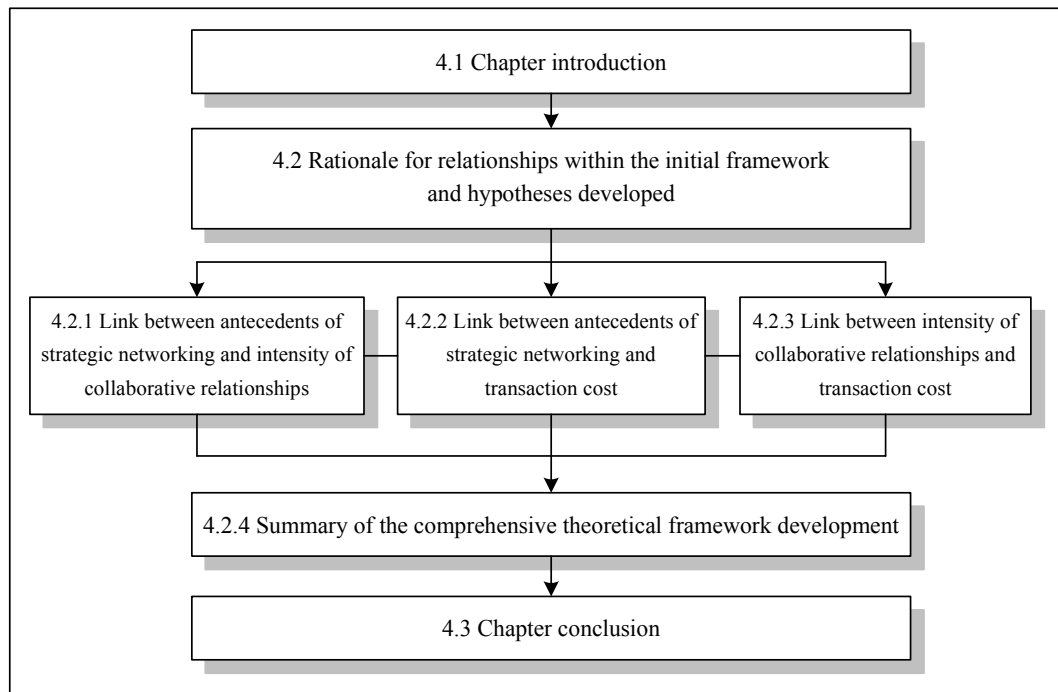 4.1 Chapter introduction
4.2 Rationale for relationships within the initial framework
and hypotheses developed
4.2.1 Link between antecedents of
strategic networking and intensity of
collaborative relationships
4.2.2 Link between antecedents of
strategic networking and
transaction cost
4.2.3 Link between intensity of
collaborative relationships and
transaction cost
4.2.4 Summary of the comprehensive theoretical framework development
4.3 Chapter conclusion